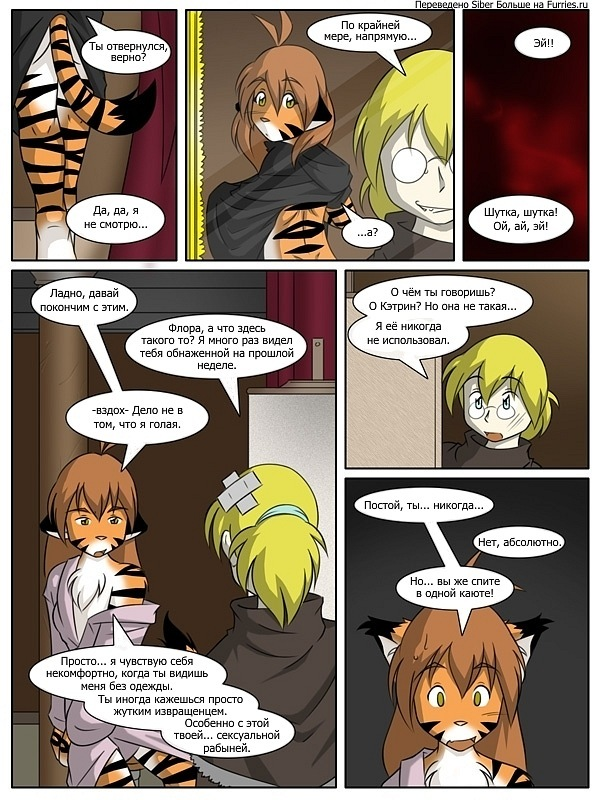 Переведено Siber Больше на Furries.ru
Ты отвернулся,
верно?
Да, да, я
не смотрю...
По крайней
мере, напрямую...
...а?
Эй!!
Шутка, шутка!
Ой, ай, эй!
Ладно, давай
покончим с этим.
Флора, а что здесь
такого то? Я много раз видел
тебя обнаженной на прошлой
неделе.
-вздох- Дело не в
том, что я голая.
Просто... я чувствую себя
некомфортно, когда ты видишь
меня без одежды.
Ты иногда кажешься просто
жутким извращенцем.
Особенно с этой
твоей... сексуальной
рабыней.
О чём ты говоришь?
О Кэтрин? Но она не такая...
Я её никогда
не использовал.
Постой, ты... никогда...
Нет, абсолютно.
Но... вы же спите
в одной каюте!